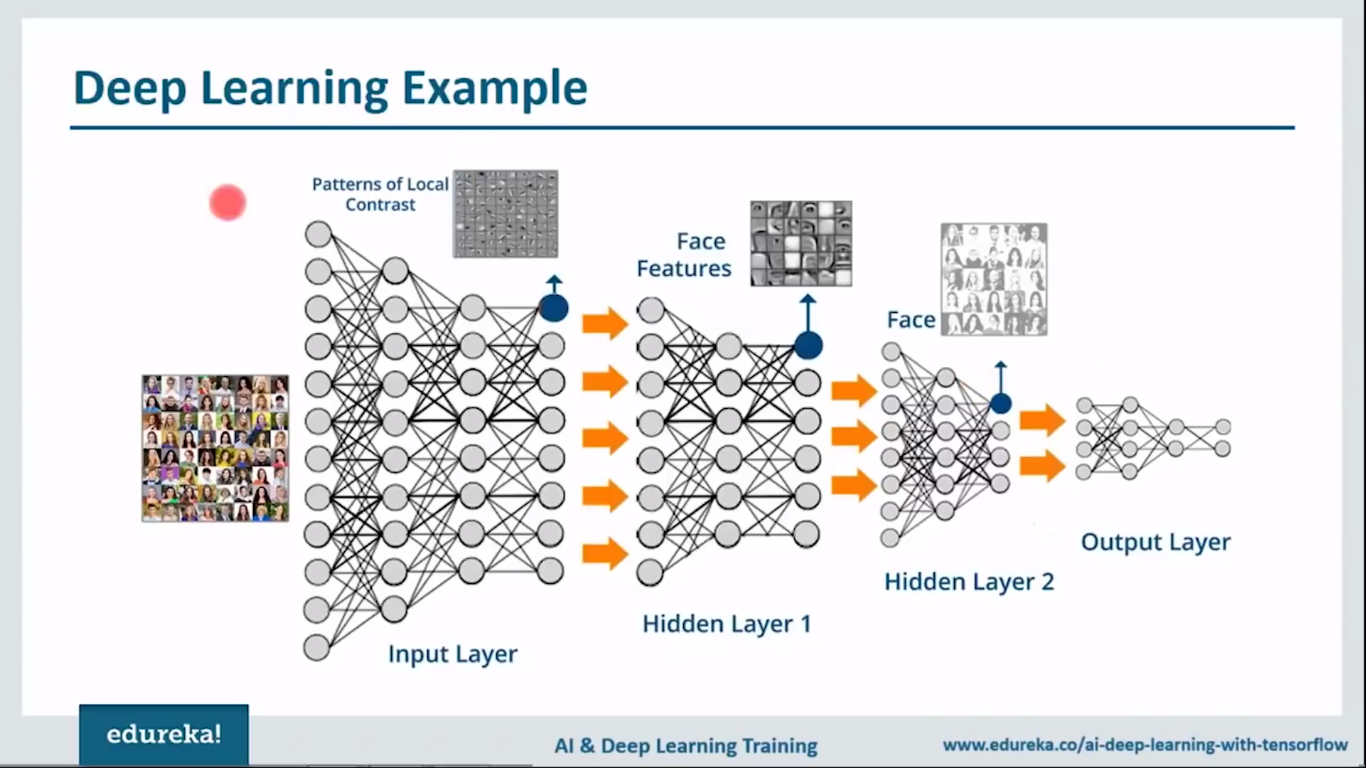 Deep Learning Example
Patterns of Local
Contrast
Face
Features
Face
Input Layer
Hidden Layer 1
Hidden Layer 2
Output Layer
edureka!
AI & Deep Learning Training
www.edureka.co/ai-deep-learning-with-tensorflow